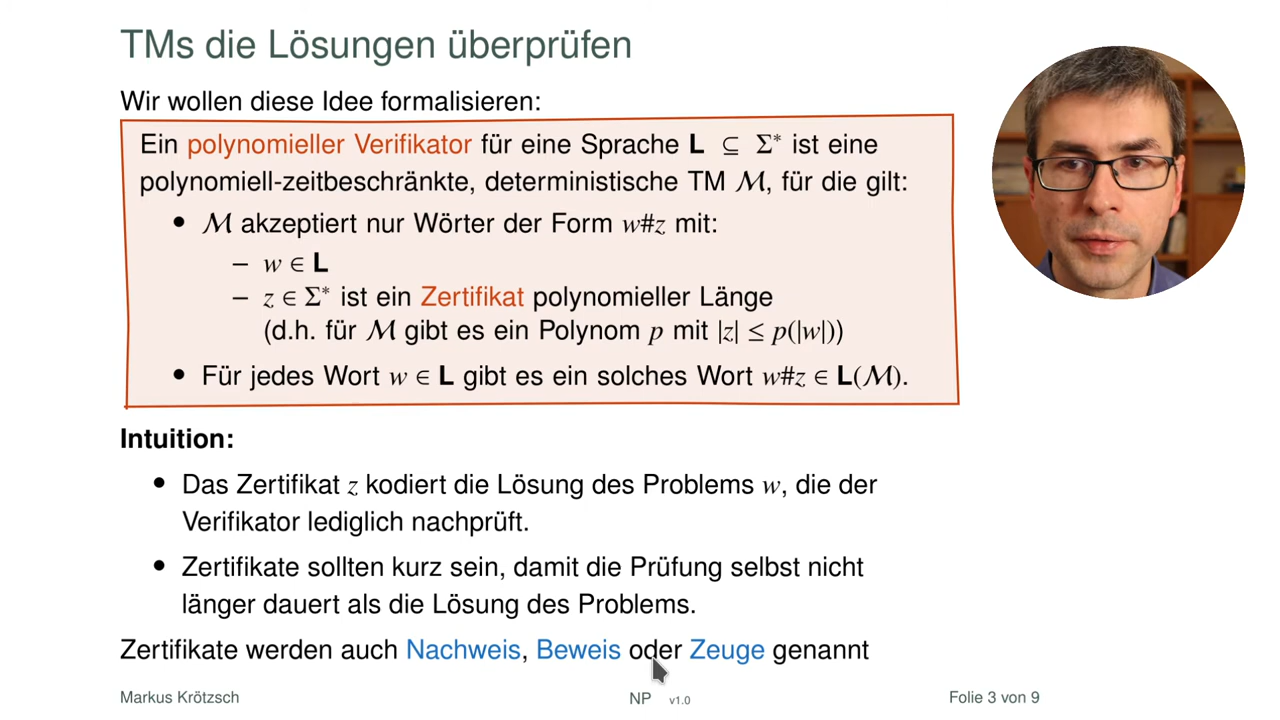 TMs die Lösungen überprüfen
Wir wollen diese Idee formalisieren:
Ein polynomieller Verifikator für eine Sprache L ⊆ Σ* ist eine
polynomiell-zeitbeschränkte, deterministische TM ℳ, für die gilt:
• ℳ akzeptiert nur Wörter der Form w#z mit:
– w ∈ L
– z ∈ Σ* ist ein Zertifikat polynomieller Länge
(d.h. für ℳ gibt es ein Polynom p mit |z| ≤ p(|w|))
• Für jedes Wort w ∈ L gibt es ein solches Wort w#z ∈ L(ℳ).
Intuition:
• Das Zertifikat z kodiert die Lösung des Problems w, die der
Verifikator lediglich nachprüft.
• Zertifikate sollten kurz sein, damit die Prüfung selbst nicht
länger dauert als die Lösung des Problems.
Zertifikate werden auch Nachweis, Beweis oder Zeuge genannt
Markus Krötzsch NP v1.0 Folie 3 von 9